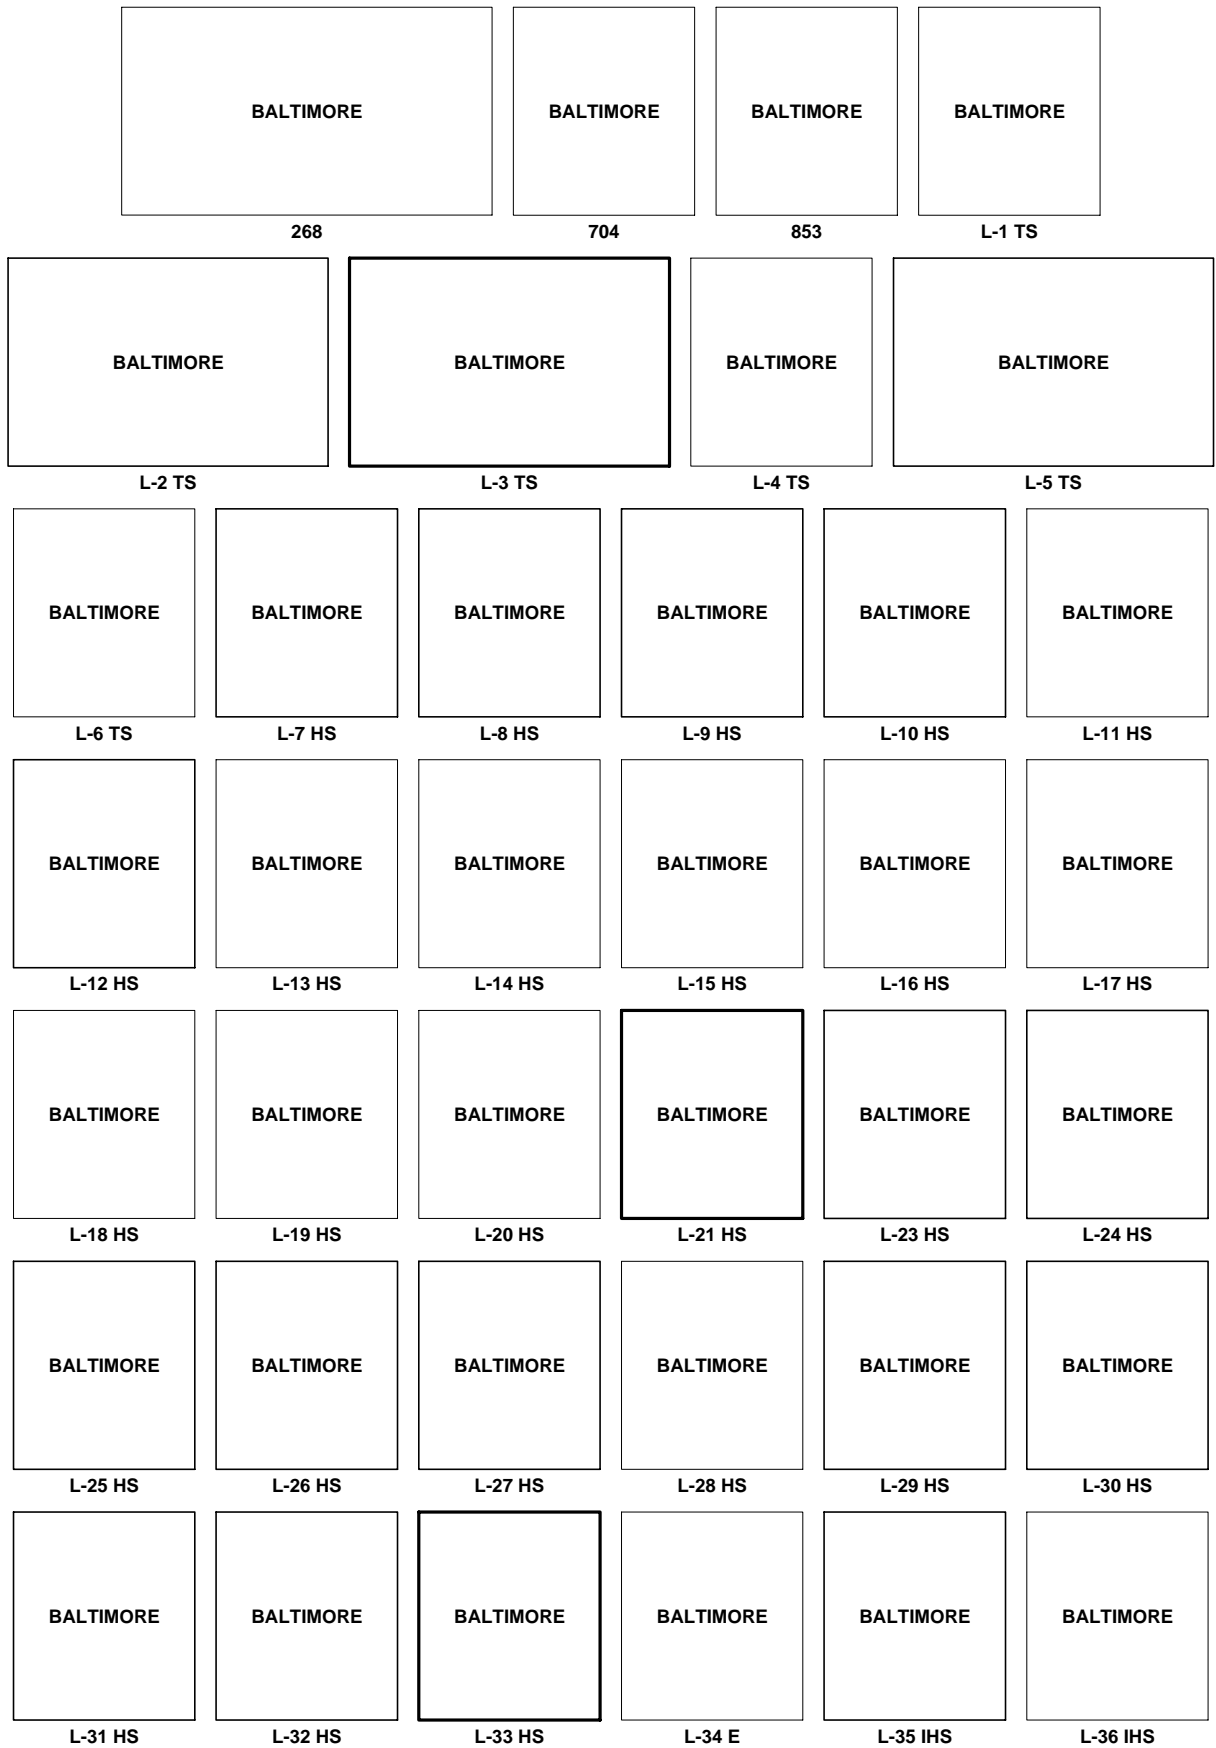 BALTIMORE BALTIMORE BALTIMORE BALTIMORE
268 704 853 L-1 TS
BALTIMORE BALTIMORE BALTIMORE BALTIMORE
L-2 TS L-3 TS L-4 TS L-5 TS
BALTIMORE BALTIMORE BALTIMORE BALTIMORE BALTIMORE BALTIMORE
L-6 TS L-7 HS L-8 HS L-9 HS L-10 HS L-11 HS
BALTIMORE BALTIMORE BALTIMORE BALTIMORE BALTIMORE BALTIMORE
L-12 HS L-13 HS L-14 HS L-15 HS L-16 HS L-17 HS
BALTIMORE BALTIMORE BALTIMORE BALTIMORE BALTIMORE BALTIMORE
L-18 HS L-19 HS L-20 HS L-21 HS L-23 HS L-24 HS
BALTIMORE BALTIMORE BALTIMORE BALTIMORE BALTIMORE BALTIMORE
L-25 HS L-26 HS L-27 HS L-28 HS L-29 HS L-30 HS
BALTIMORE BALTIMORE BALTIMORE BALTIMORE BALTIMORE BALTIMORE
L-31 HS L-32 HS L-33 HS L-34 E L-35 IHS L-36 IHS